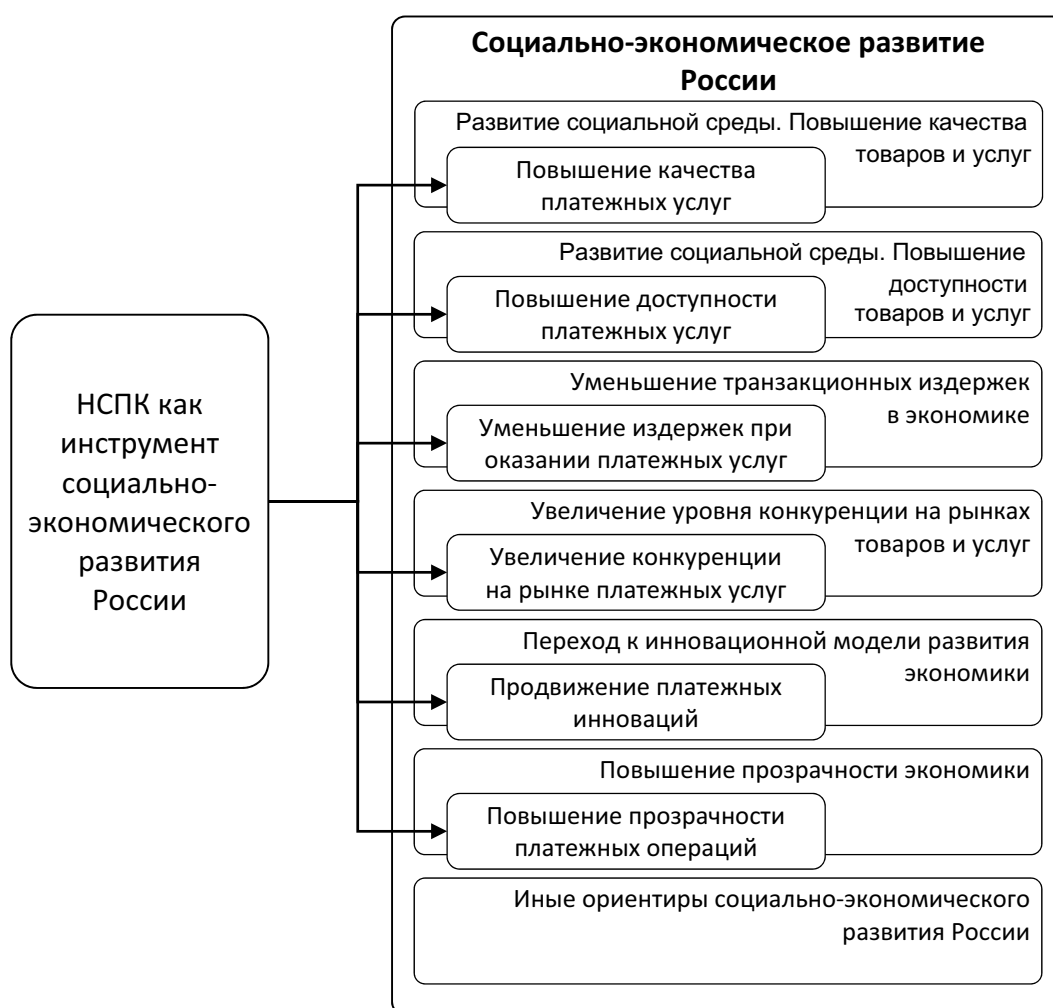 Социально-экономическое развитие
России
Развитие социальной среды. Повышение качества
товаров и услуг
Повышение качества
платежных услуг
Развитие социальной среды. Повышение
доступности
товаров и услуг
Повышение доступности
платежных услуг
НСПК как
инструмент
социально-
экономического
развития
России
Уменьшение транзакционных издержек
в экономике
Уменьшение издержек при
оказании платежных услуг
Увеличение уровня конкуренции на рынках
товаров и услуг
Увеличение конкуренции
на рынке платежных услуг
Переход к инновационной модели развития
экономики
Продвижение платежных
инноваций
Повышение прозрачности экономики
Повышение прозрачности
платежных операций
Иные ориентиры социально-экономического
развития России